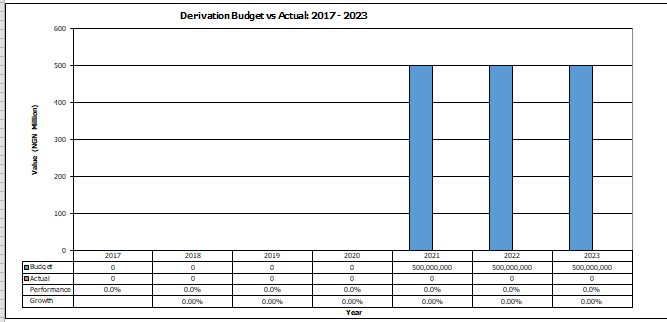 Derivation Budget vs Actual: 2017 - 2023
600
500
400
300
200
100
0
Value (NGN Million)
2017 2018 2019 2020 2021 2022 2023
Budget 0 0 0 0 500,000,000 500,000,000 500,000,000
Actual 0 0 0 0 0 0 0
Performance 0.0% 0.0% 0.0% 0.0% 0.0% 0.0% 0.0%
Growth 0.00% 0.00% 0.00% 0.00% 0.00% 0.00%
Year